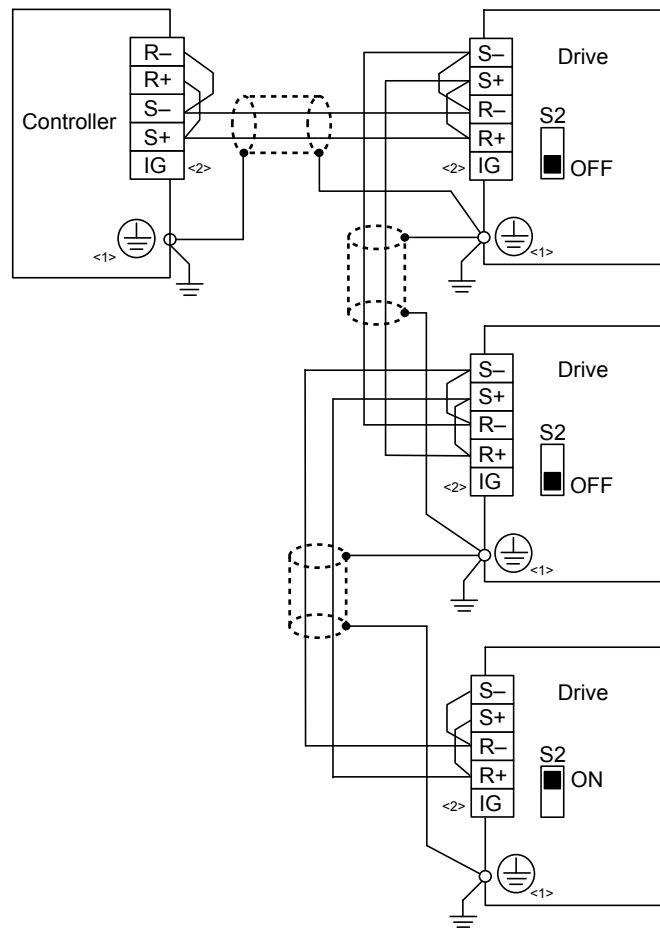 Controller
R–
R+
S–
S+
IG
<2>
<1>
S–
S+
R–
R+
IG
<2>
Drive
S2
OFF
<1>
S–
S+
R–
R+
IG
<2>
Drive
S2
OFF
<1>
S–
S+
R–
R+
IG
<2>
Drive
S2
ON
<1>